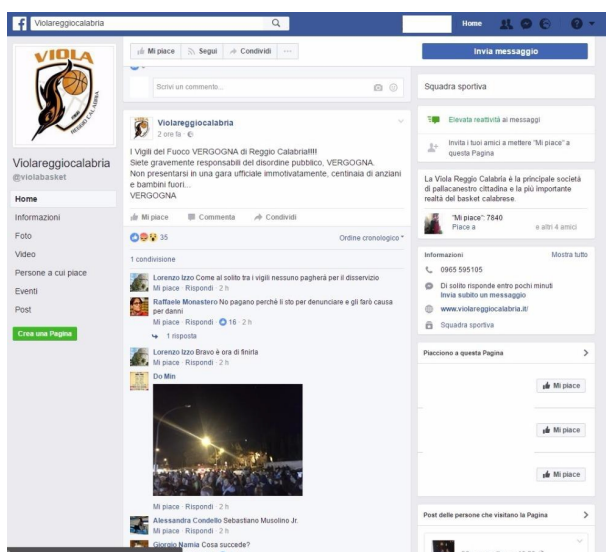 Violareggiocalabria
Home
VIOLA
REGGIO CALABRIA
Violareggiocalabria
@violabasket
Home
Informazioni
Foto
Video
Persone a cui piace
Eventi
Post
Crea una Pagina
Mi piace Segui Condividi ...
Scrivi un commento...
Violareggiocalabria
2 ore fa
I Vigili del Fuoco VERGOGNA di Reggio Calabria!!!!
Siete gravemente responsabili del disordine pubblico, VERGOGNA.
Non presentarsi in una gara ufficiale immotivatamente, centinaia di anziani
e bambini fuori...
VERGOGNA
Mi piace Commenta Condividi
35 Ordine cronologico
1 condivisione
Lorenzo Izzo Come al solito tra i vigili nessuno pagherà per il disservizio
Mi piace · Rispondi · 2 h
Raffaele Monastero No pagano perchè li sto per denunciare e gli farò causa
per danni
Mi piace · Rispondi · 16 · 2 h
1 risposta
Lorenzo Izzo Bravo è ora di finirla
Mi piace · Rispondi · 2 h
Do Min
Mi piace · Rispondi · 2 h
Alessandra Condello Sebastiano Musolino Jr.
Mi piace · Rispondi · 2 h
Giorgio Namia Cosa succede?
Invia messaggio
Squadra sportiva
Elevata reattività ai messaggi
Invita i tuoi amici a mettere "Mi piace" a
questa Pagina
La Viola Reggio Calabria è la principale società
di pallacanestro cittadina e la più importante
realtà del basket calabrese.
"Mi piace": 7840
Piace a e altri 4 amici
Informazioni Mostra tutto
0965 595105
Di solito risponde entro pochi minuti
Invia subito un messaggio
www.violareggiocalabria.it/
Squadra sportiva
Piacciono a questa Pagina
Mi piace
Mi piace
Mi piace
Post delle persone che visitano la Pagina